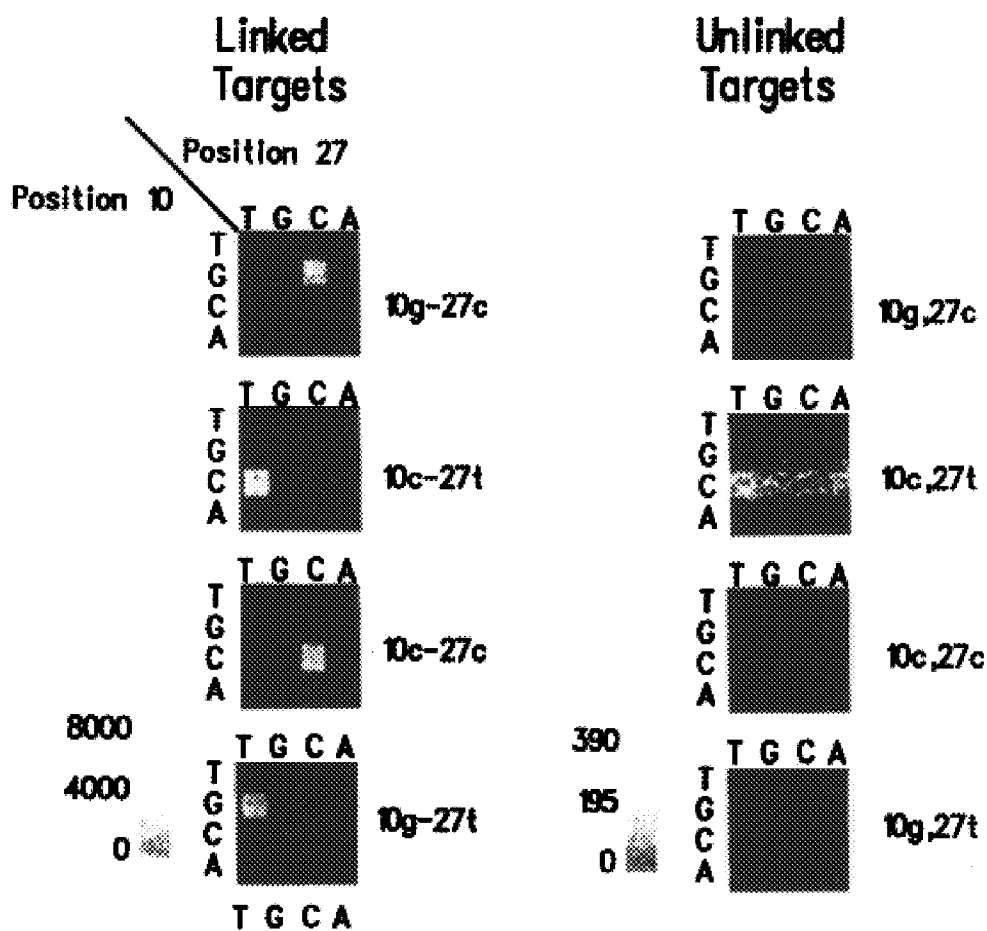 Linked
Targets
Unlinked
Targets
Position 27
Position 10
T G C A
T
G
C
A
10g-27c
T G C A
T
G
C
A
10g,27c
T G C A
T
G
C
A
10c-27t
T G C A
T
G
C
A
10c,27t
T G C A
T
G
C
A
10c-27c
T G C A
T
G
C
A
10c,27c
8000
4000
0
T G C A
T
G
C
A
10g-27t
T G C A
390
195
0
T G C A
T
G
C
A
10g,27t